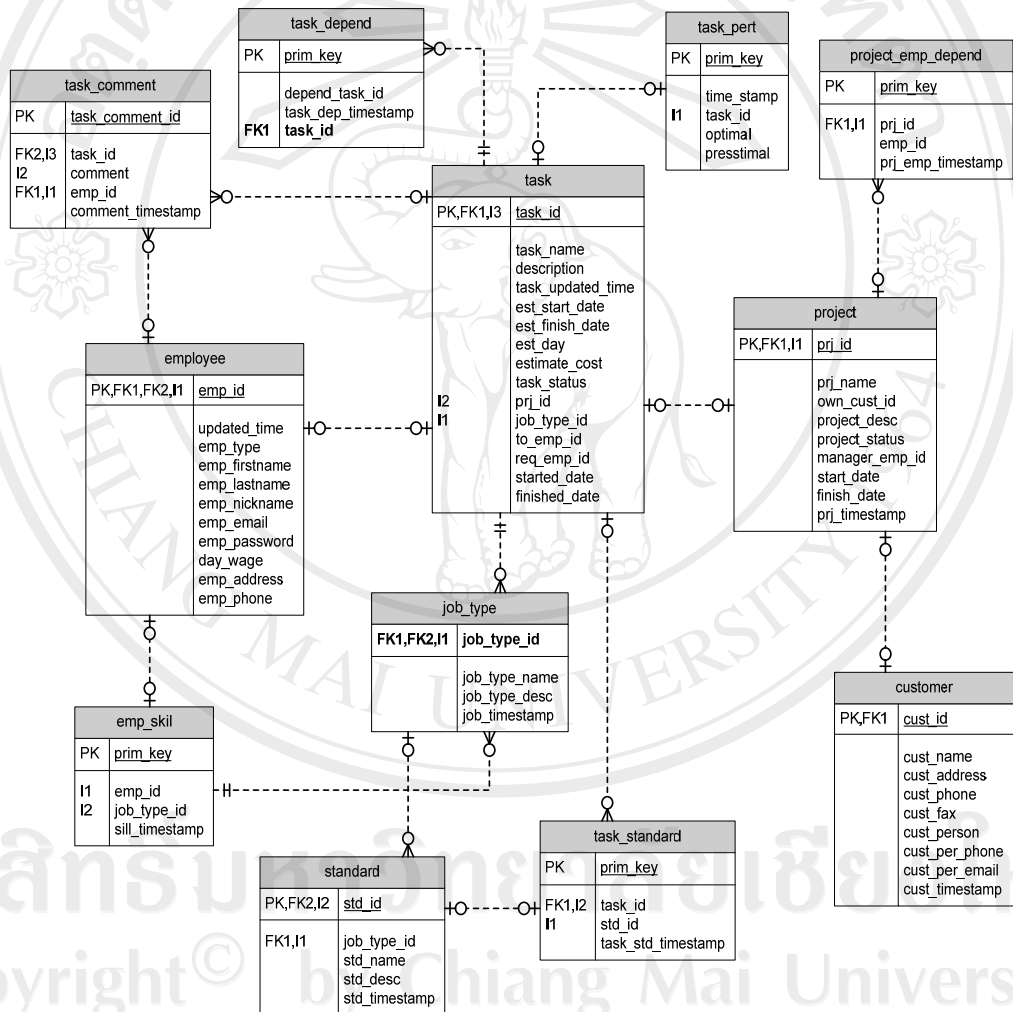 task_depend
PK prim_key
depend_task_id
task_dep_timestamp
FK1 task_id
task_pert
PK prim_key
time_stamp
I1 task_id
optimal
presstimal
project_emp_depend
PK prim_key
FK1,I1 prj_id
emp_id
prj_emp_timestamp
task_comment
PK task_comment_id
FK2,I3 task_id
I2 comment
FK1,I1 emp_id
comment_timestamp
task
PK,FK1,I3 task_id
task_name
description
task_updated_time
est_start_date
est_finish_date
est_day
estimate_cost
task_status
I2 prj_id
I1 job_type_id
to_emp_id
req_emp_id
started_date
finished_date
project
PK,FK1,I1 prj_id
prj_name
own_cust_id
project_desc
project_status
manager_emp_id
start_date
finish_date
prj_timestamp
employee
PK,FK1,FK2,I1 emp_id
updated_time
emp_type
emp_firstname
emp_lastname
emp_nickname
emp_email
emp_password
day_wage
emp_address
emp_phone
job_type
FK1,FK2,I1 job_type_id
job_type_name
job_type_desc
job_timestamp
customer
PK,FK1 cust_id
cust_name
cust_address
cust_phone
cust_fax
cust_person
cust_per_phone
cust_per_email
cust_timestamp
emp_skil
PK prim_key
I1 emp_id
I2 job_type_id
sill_timestamp
standard
PK,FK2,I2 std_id
FK1,I1 job_type_id
std_name
std_desc
std_timestamp
task_standard
PK prim_key
FK1,I2 task_id
I1 std_id
task_std_timestamp
CHIANG MAI UNIVERSITY 1964
opyright © by Chiang Mai Univers